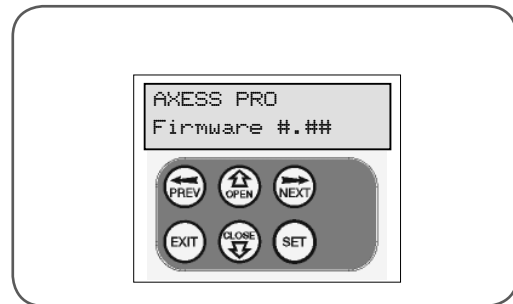 AXESS PRO
Firmware #.##
PREV
OPEN
NEXT
EXIT
CLOSE
SET